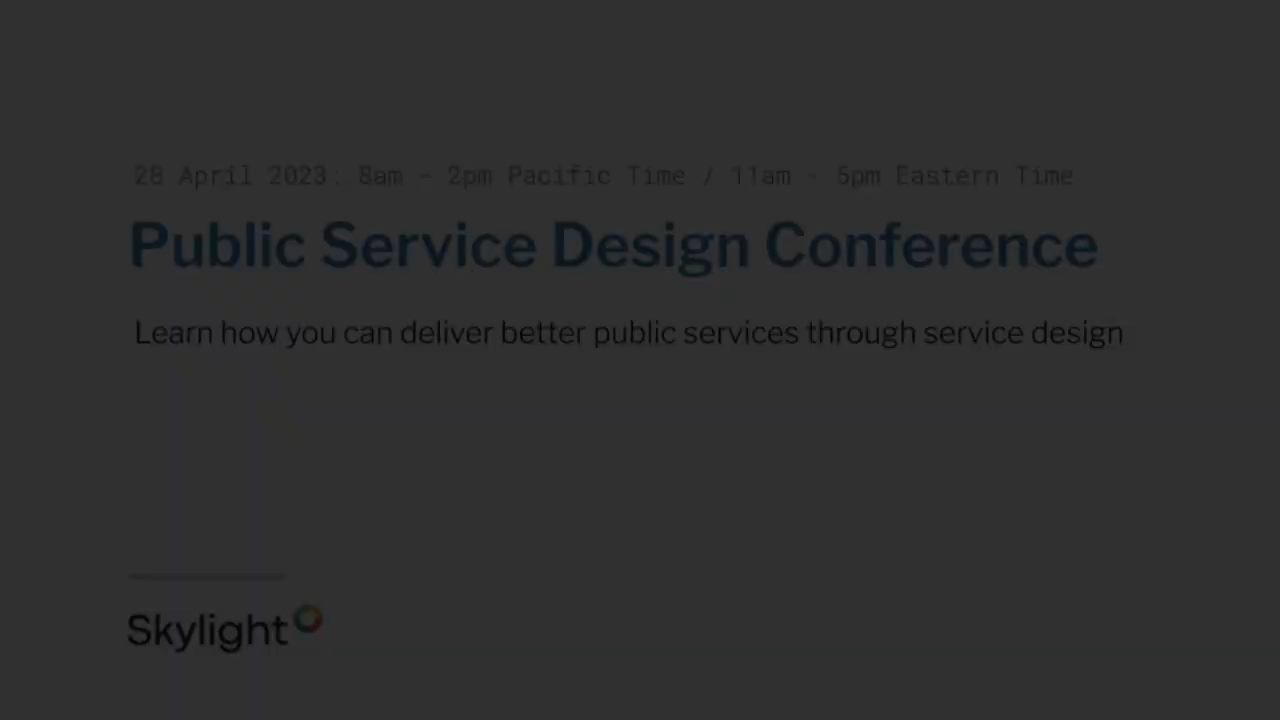 28 April 2023: 8am - 2pm Pacific Time / 11am - 5pm Eastern Time
Public Service Design Conference
Learn how you can deliver better public services through service design
Skylight